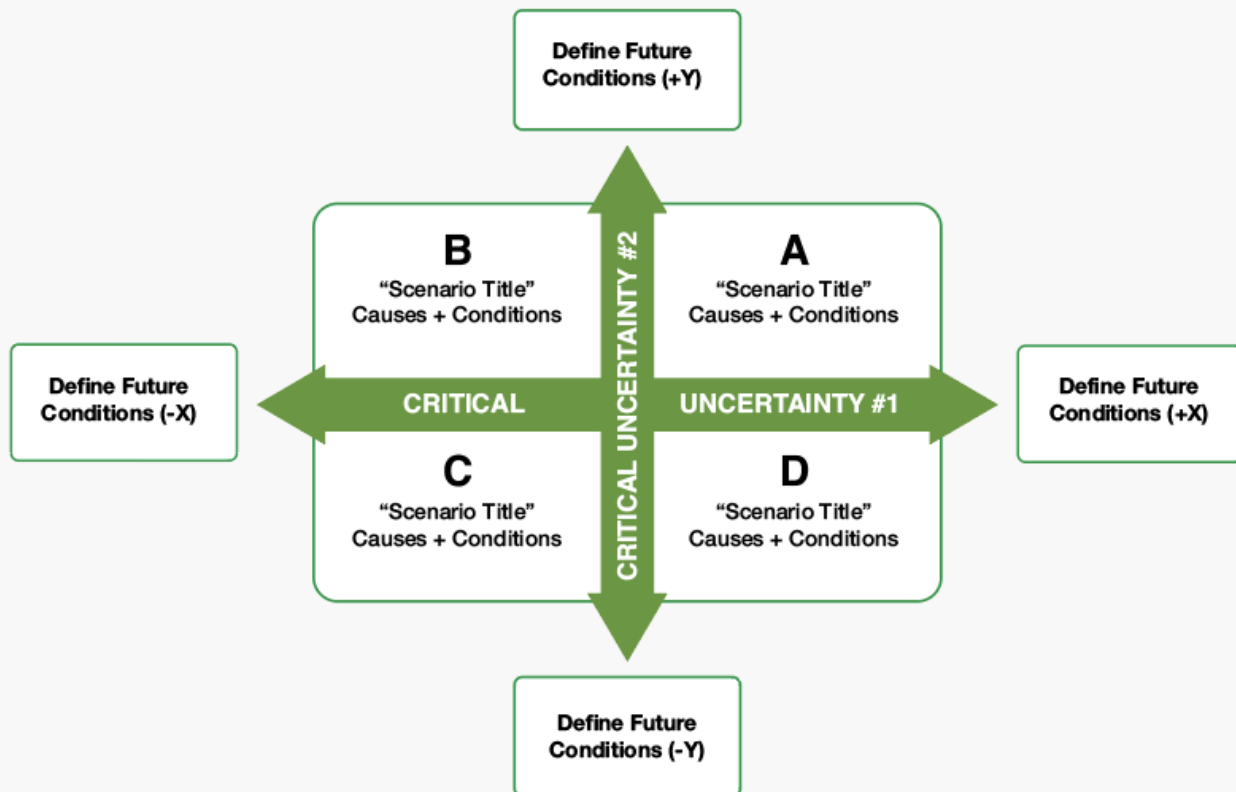 Define Future
Conditions (+Y)
B
“Scenario Title”
Causes + Conditions
A
“Scenario Title”
Causes + Conditions
CRITICAL UNCERTAINTY #2
Define Future
Conditions (-X)
CRITICAL UNCERTAINTY #1
Define Future
Conditions (+X)
C
“Scenario Title”
Causes + Conditions
D
“Scenario Title”
Causes + Conditions
Define Future
Conditions (-Y)